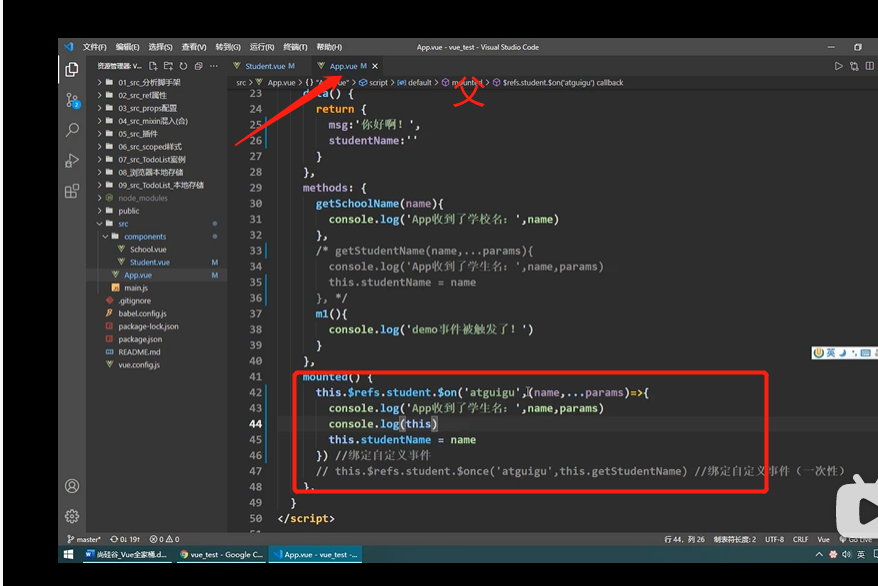 文件(F) 编辑(E) 选择(S) 查看(V) 转到(G) 运行(R) 终端(T) 帮助(H) App.vue - vue_test - Visual Studio Code
资源管理器: V... Student.vue M App.vue M
src > App.vue > {} "App.vue" > script > default > mounted > $refs.student.$on('atguigu') callback
父
01_src_分析脚手架
02_src_ref属性
03_src_props配置
04_src_mixin混入(合)
05_src_插件
06_src_scoped样式
07_src_TodoList案例
08_浏览器本地存储
09_src_TodoList_本地存储
node_modules
public
src
components
School.vue
Student.vue M
App.vue M
main.js
.gitignore
babel.config.js
package-lock.json
package.json
README.md
vue.config.js
2
23 data() {
24 return {
25 msg:'你好啊！',
26 studentName:''
27 }
28 },
29 methods: {
30 getSchoolName(name){
31 console.log('App收到了学校名：',name)
32 },
33 /* getStudentName(name,...params){
34 console.log('App收到了学生名：',name,params)
35 this.studentName = name
36 }, */
37 m1(){
38 console.log('demo事件被触发了！')
39 }
40 },
41 mounted() {
42 this.$refs.student.$on('atguigu',(name,...params)=>{
43 console.log('App收到了学生名：',name,params)
44 console.log(this)
45 this.studentName = name
46 }) //绑定自定义事件
47 // this.$refs.student.$once('atguigu',this.getStudentName) //绑定自定义事件（一次性）
48 },
49 }
50 </script>
英
master* 0↓ 19↑ 0 0 行 44，列 26 制表符长度: 2 UTF-8 CRLF Vue Go Live
尚硅谷_Vue全家桶.d... vue_test - Google C... App.vue - vue_test -... 英